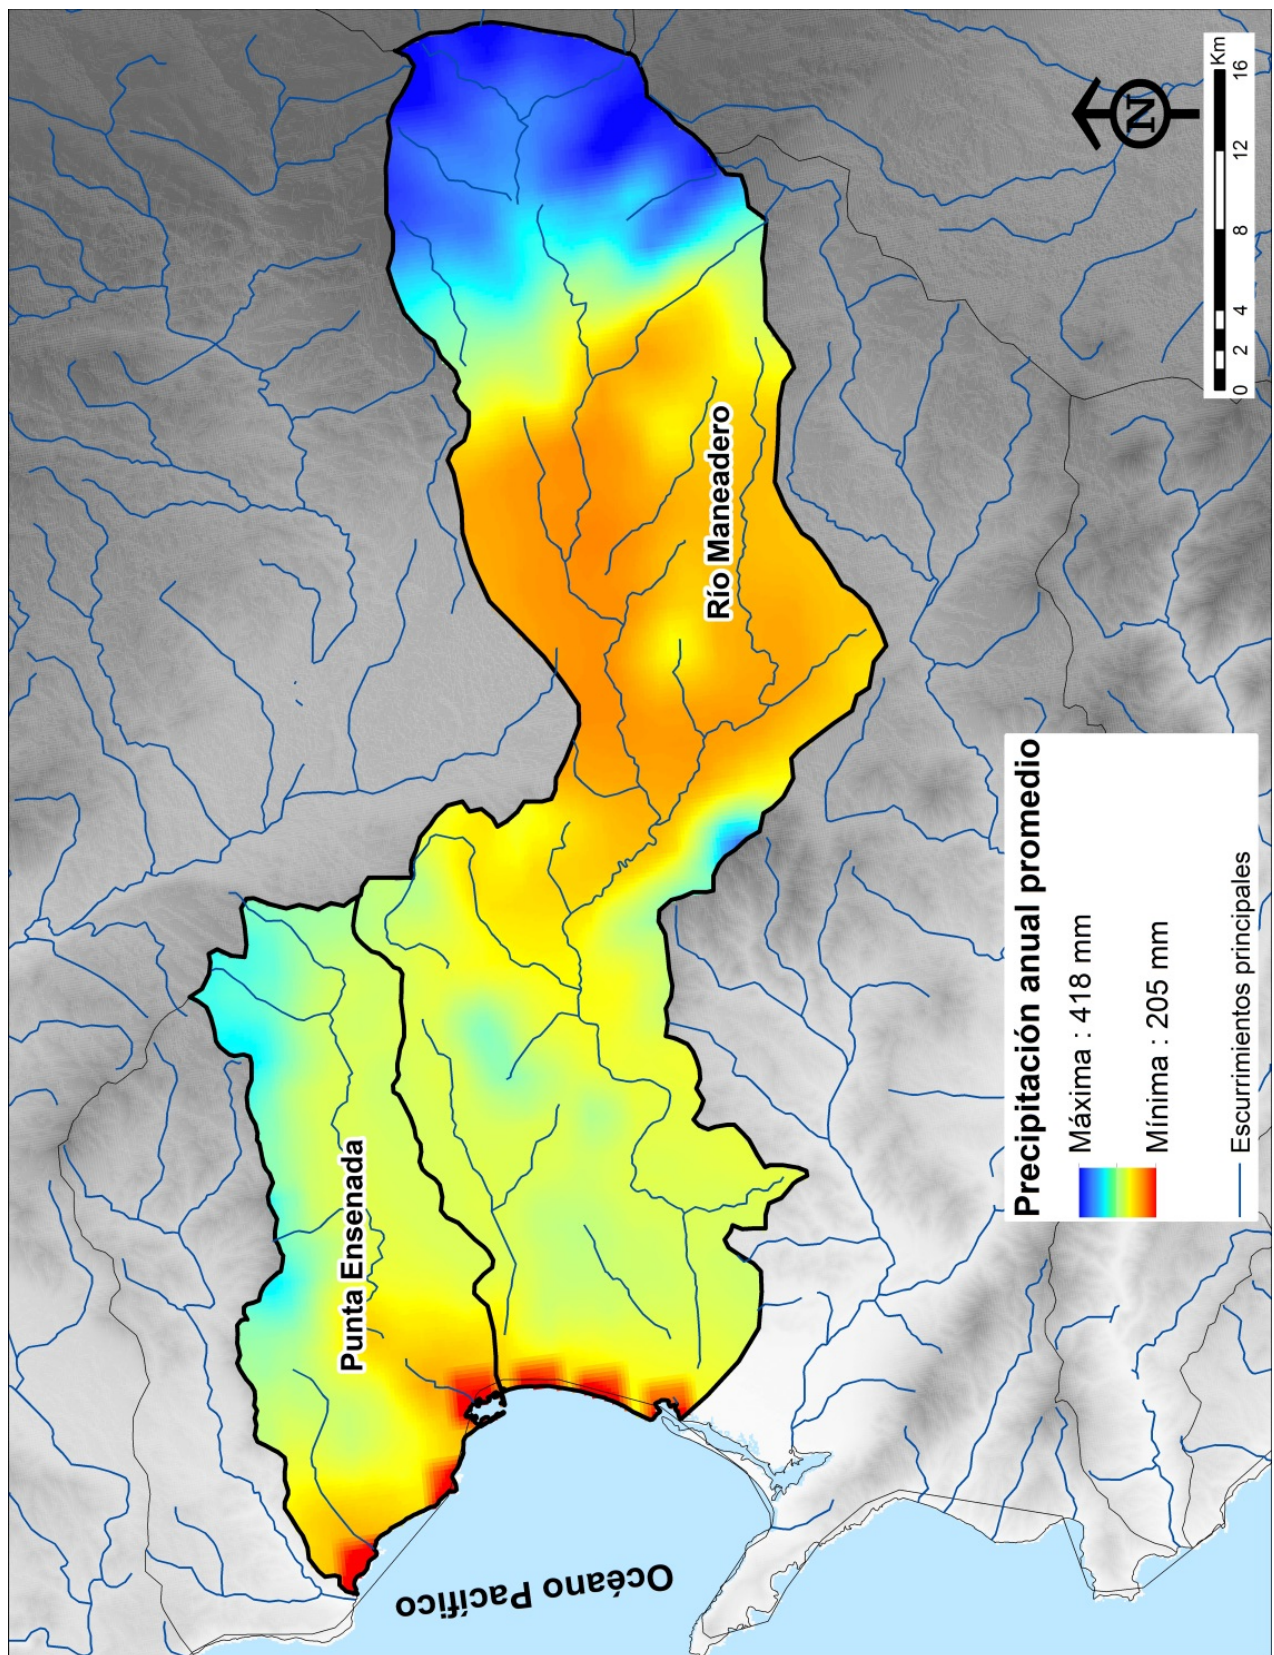 Punta Ensenada
Río Maneadero
Océano Pacífico
N
0 2 4 8 12 16
Km
Precipitación anual promedio
Máxima : 418 mm
Mínima : 205 mm
Escurrimientos principales